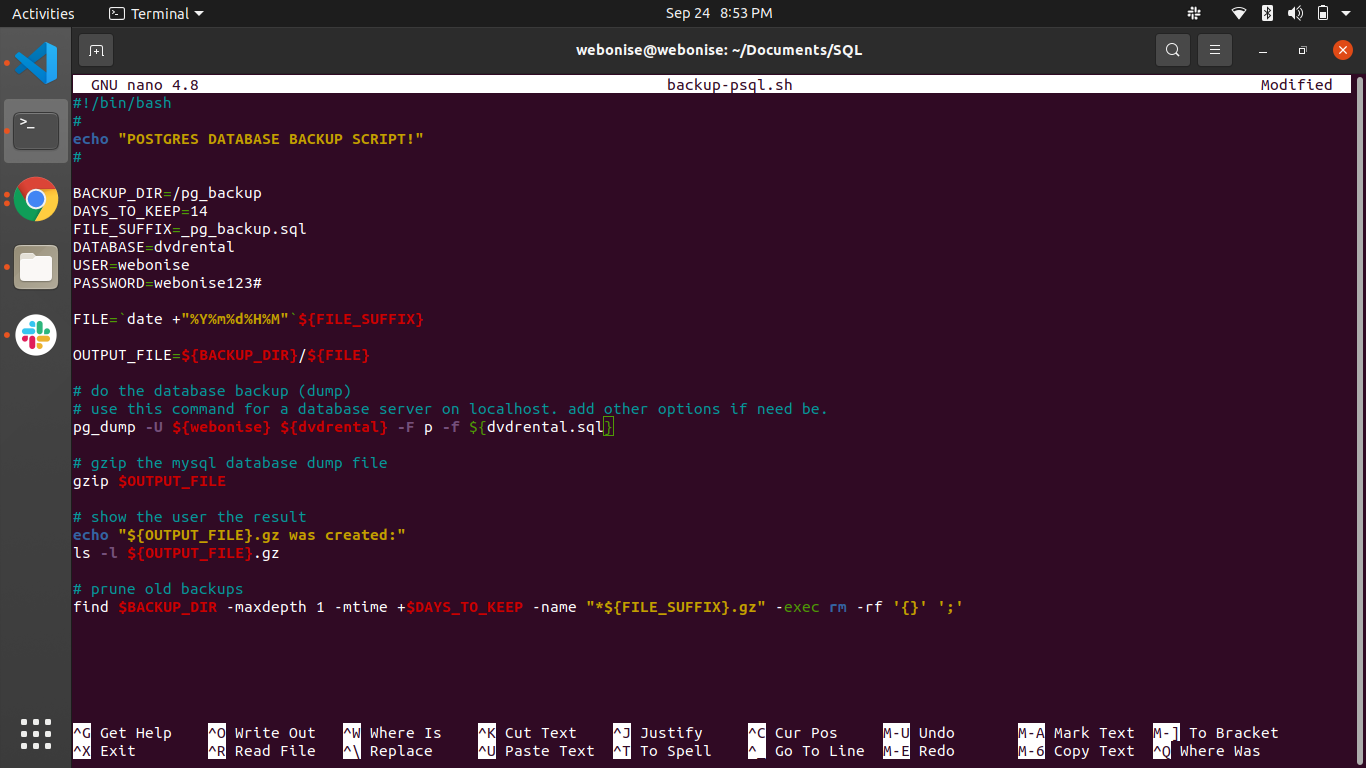 Activities
Terminal
Sep 24 8:53 PM
webonise@webonise: ~/Documents/SQL
GNU nano 4.8 backup-psql.sh Modified
#!/bin/bash
#
echo "POSTGRES DATABASE BACKUP SCRIPT!"
#
BACKUP_DIR=/pg_backup
DAYS_TO_KEEP=14
FILE_SUFFIX=_pg_backup.sql
DATABASE=dvdrental
USER=webonise
PASSWORD=webonise123#
FILE=`date +"%Y%m%d%H%M"`${FILE_SUFFIX}
OUTPUT_FILE=${BACKUP_DIR}/${FILE}
# do the database backup (dump)
# use this command for a database server on localhost. add other options if need be.
pg_dump -U ${webonise} ${dvdrental} -F p -f ${dvdrental.sql}
# gzip the mysql database dump file
gzip $OUTPUT_FILE
# show the user the result
echo "${OUTPUT_FILE}.gz was created:"
ls -l ${OUTPUT_FILE}.gz
# prune old backups
find $BACKUP_DIR -maxdepth 1 -mtime +$DAYS_TO_KEEP -name "*${FILE_SUFFIX}.gz" -exec rm -rf '{}' ';'
^G Get Help ^O Write Out ^W Where Is ^K Cut Text ^J Justify ^C Cur Pos M-U Undo M-A Mark Text M-] To Bracket
^X Exit ^R Read File ^\ Replace ^U Paste Text ^T To Spell ^_ Go To Line M-E Redo M-6 Copy Text ^Q Where Was